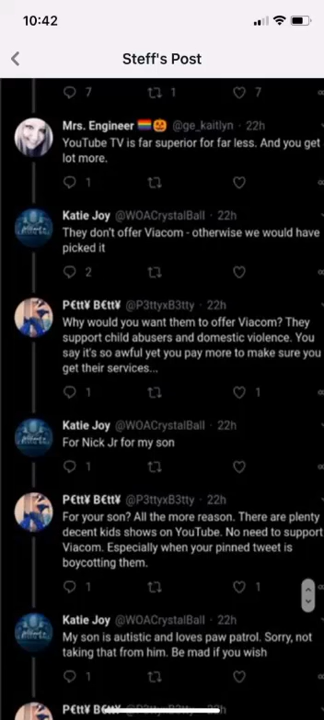 10:42
Steff's Post
7 1 7
Mrs. Engineer 🏳️‍🌈🎃 @ge_kaitlyn · 22h
YouTube TV is far superior for far less. And you get
lot more.
1
Katie Joy @WOACrystalBall · 22h
They don't offer Viacom - otherwise we would have
picked it
2
P€tt¥ B€tt¥ @P3ttyxB3tty · 22h
Why would you want them to offer Viacom? They
support child abusers and domestic violence. You
say it's so awful yet you pay more to make sure you
get their services...
1 1
Katie Joy @WOACrystalBall · 22h
For Nick Jr for my son
1
P€tt¥ B€tt¥ @P3ttyxB3tty · 22h
For your son? All the more reason. There are plenty
decent kids shows on YouTube. No need to support
Viacom. Especially when your pinned tweet is
boycotting them.
1 1
Katie Joy @WOACrystalBall · 22h
My son is autistic and loves paw patrol. Sorry, not
taking that from him. Be mad if you wish
1
P€tt¥ B€tt¥ @P3ttyxB3tty · 22h